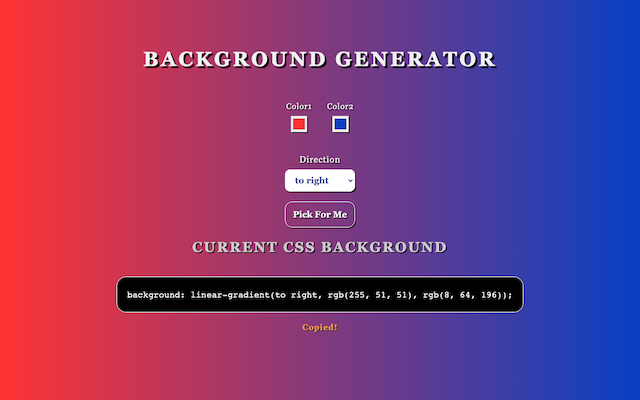 BACKGROUND GENERATOR
Color1 Color2
Direction
to right
Pick For Me
CURRENT CSS BACKGROUND
background: linear-gradient(to right, rgb(255, 51, 51), rgb(8, 64, 196));
Copied!